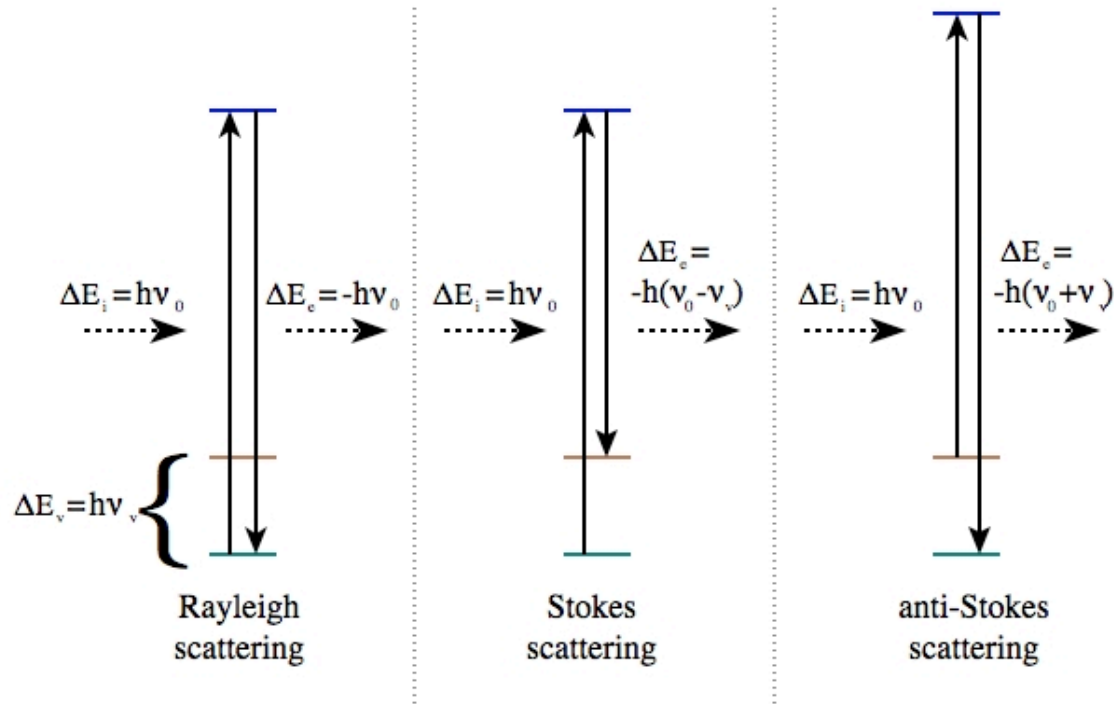 ΔEᵢ=hν₀
ΔEₑ=-hν₀
ΔEᵥ=hνᵥ
Rayleigh
scattering
ΔEᵢ=hν₀
ΔEₑ=
-h(ν₀-νᵥ)
Stokes
scattering
ΔEᵢ=hν₀
ΔEₑ=
-h(ν₀+νᵥ)
anti-Stokes
scattering